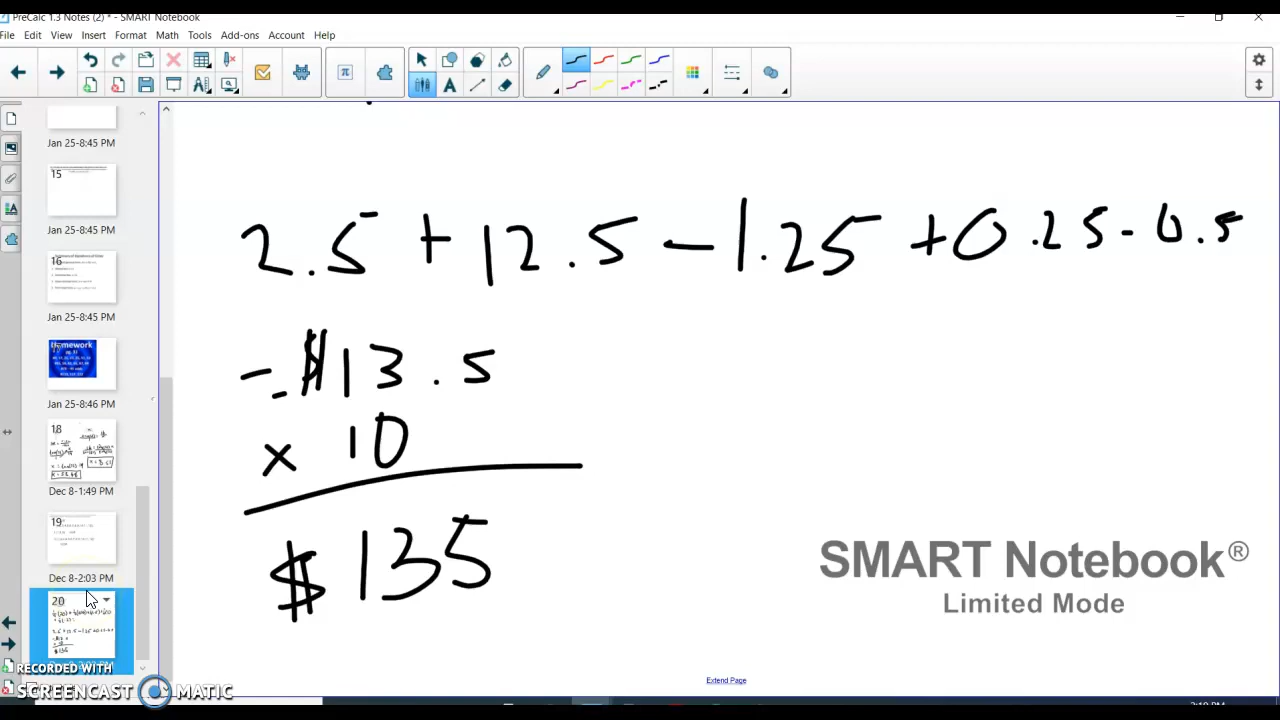 PreCalc 1.3 Notes (2) * - SMART Notebook
File Edit View Insert Format Math Tools Add-ons Account Help
Jan 25-8:45 PM
15
Jan 25-8:45 PM
16
Jan 25-8:45 PM
Homework
Jan 25-8:46 PM
18
Dec 8-1:49 PM
19
Dec 8-2:03 PM
20
2.5 + 12.5 - 1.25 + 0.25 - 0.5
= $13.5
x 10
$135
SMART Notebook®
Limited Mode
Extend Page
RECORDED WITH
SCREENCAST MATIC